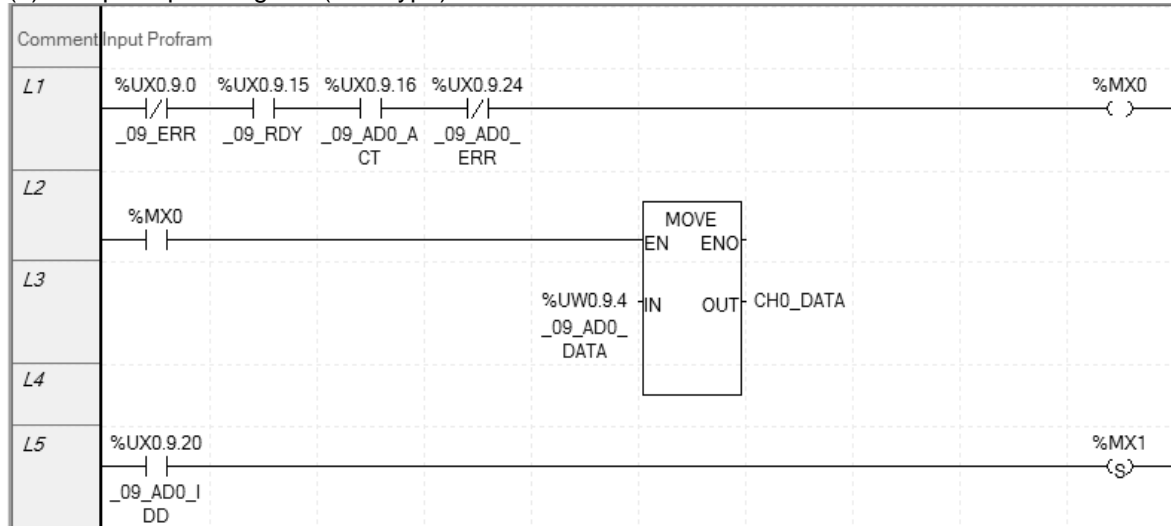 Comment Input Profram
L1
%UX0.9.0 %UX0.9.15 %UX0.9.16 %UX0.9.24 %MX0
_09_ERR _09_RDY _09_AD0_A _09_AD0_
CT ERR
L2
%MX0
MOVE
EN ENO
L3
%UW0.9.4 IN OUT CH0_DATA
_09_AD0_
DATA
L4
L5
%UX0.9.20 %MX1
S
_09_AD0_I
DD